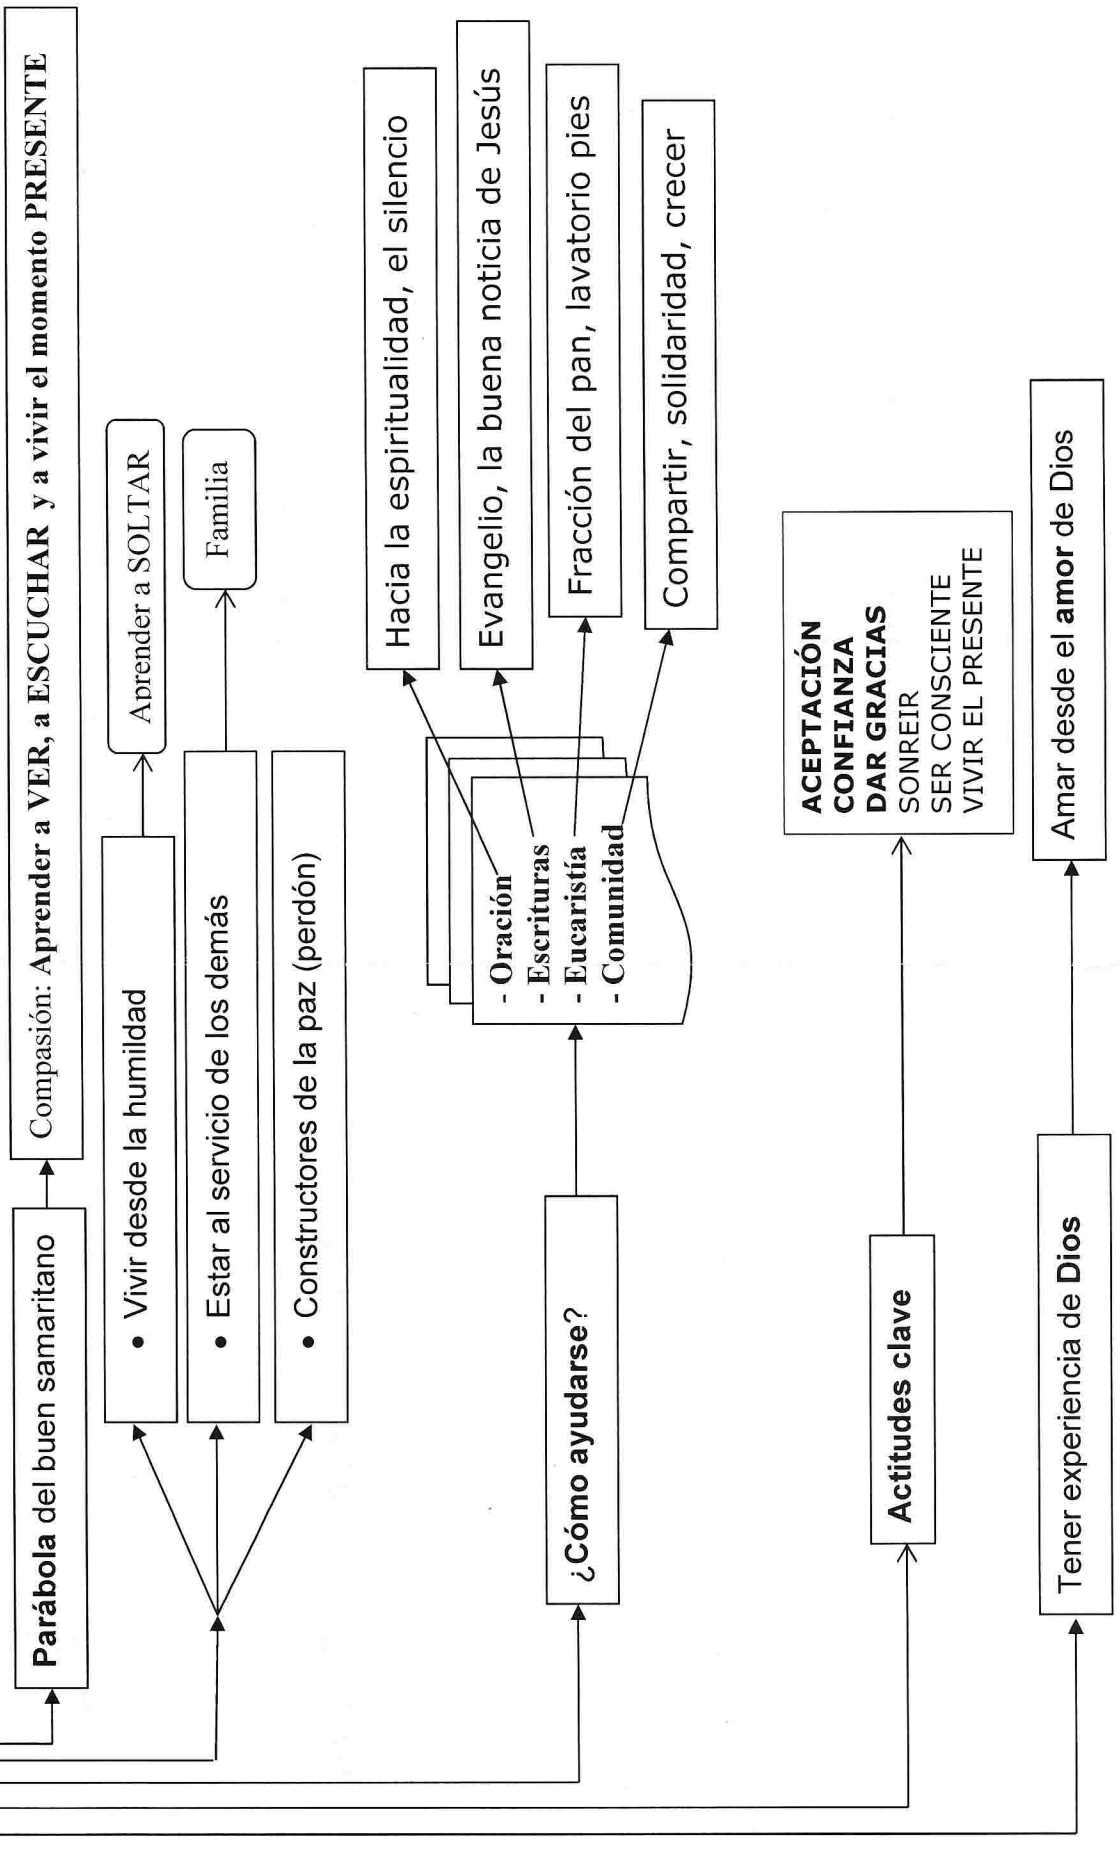 Parábola del buen samaritano
Compasión: Aprender a VER, a ESCUCHAR y a vivir el momento PRESENTE
• Vivir desde la humildad
Aprender a SOLTAR
• Estar al servicio de los demás
Familia
• Constructores de la paz (perdón)
¿Cómo ayudarse?
- Oración
- Escrituras
- Eucaristía
- Comunidad
Hacia la espiritualidad, el silencio
Evangelio, la buena noticia de Jesús
Fracción del pan, lavatorio pies
Compartir, solidaridad, crecer
Actitudes clave
ACEPTACIÓN
CONFIANZA
DAR GRACIAS
SONREIR
SER CONSCIENTE
VIVIR EL PRESENTE
Tener experiencia de Dios
Amar desde el amor de Dios